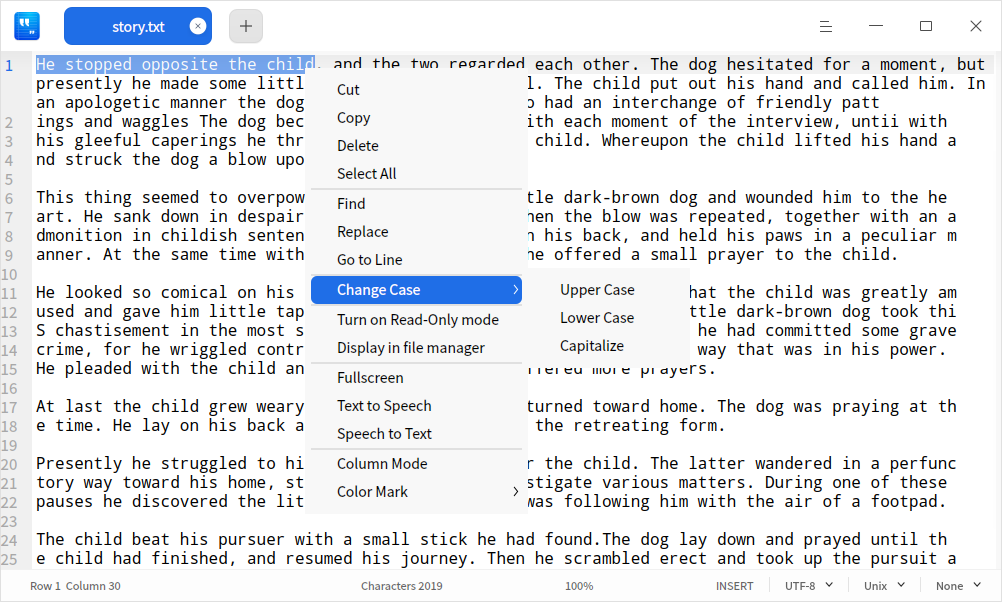 story.txt
1 He stopped opposite the child, and the two regarded each other. The dog hesitated for a moment, but
presently he made some littl l. The child put out his hand and called him. In
an apologetic manner the dog o had an interchange of friendly patt
2 ings and waggles The dog bec ith each moment of the interview, untii with
3 his gleeful caperings he thr child. Whereupon the child lifted his hand a
4 nd struck the dog a blow upo
5
6 This thing seemed to overpow tle dark-brown dog and wounded him to the he
7 art. He sank down in despair hen the blow was repeated, together with an a
8 dmonition in childish senten n his back, and held his paws in a peculiar m
9 anner. At the same time with he offered a small prayer to the child.
10
11 He looked so comical on his hat the child was greatly am
12 used and gave him little tap ttle dark-brown dog took thi
13 S chastisement in the most s he had committed some grave
14 crime, for he wriggled contr way that was in his power.
15 He pleaded with the child an ffered more prayers.
16
17 At last the child grew weary turned toward home. The dog was praying at th
18 e time. He lay on his back a the retreating form.
19
20 Presently he struggled to hi r the child. The latter wandered in a perfunc
21 tory way toward his home, st stigate various matters. During one of these
22 pauses he discovered the lit was following him with the air of a footpad.
23
24 The child beat his pursuer with a small stick he had found.The dog lay down and prayed until th
25 e child had finished, and resumed his journey. Then he scrambled erect and took up the pursuit a
Cut
Copy
Delete
Select All
Find
Replace
Go to Line
Change Case
Turn on Read-Only mode
Display in file manager
Fullscreen
Text to Speech
Speech to Text
Column Mode
Color Mark
Upper Case
Lower Case
Capitalize
Row 1 Column 30 Characters 2019 100% INSERT UTF-8 Unix None